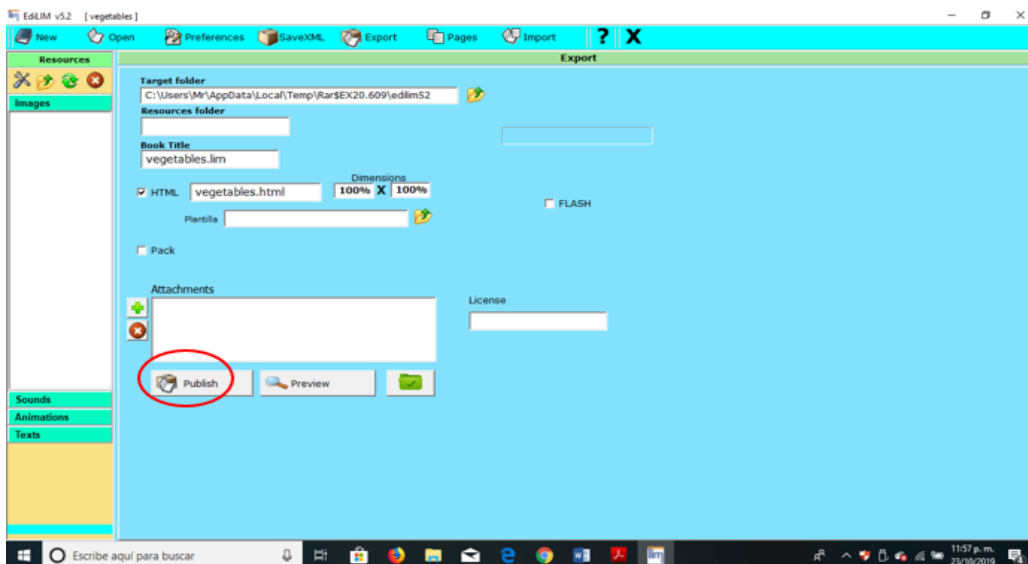 EdiLIM v5.2 [ vegetables ]
New Open Preferences SaveXML Export Pages Import ? X
Resources
Export
Images
Target folder
C:\Users\Mr\AppData\Local\Temp\Rar$EX20.609\edilim52
Resources folder
Book Title
vegetables.lim
Dimensions
HTML vegetables.html 100% X 100%
FLASH
Plantilla
Pack
Attachments
License
Publish Preview
Sounds
Animations
Texts
Escribe aquí para buscar
lim
11:57 p. m.
23/10/2019